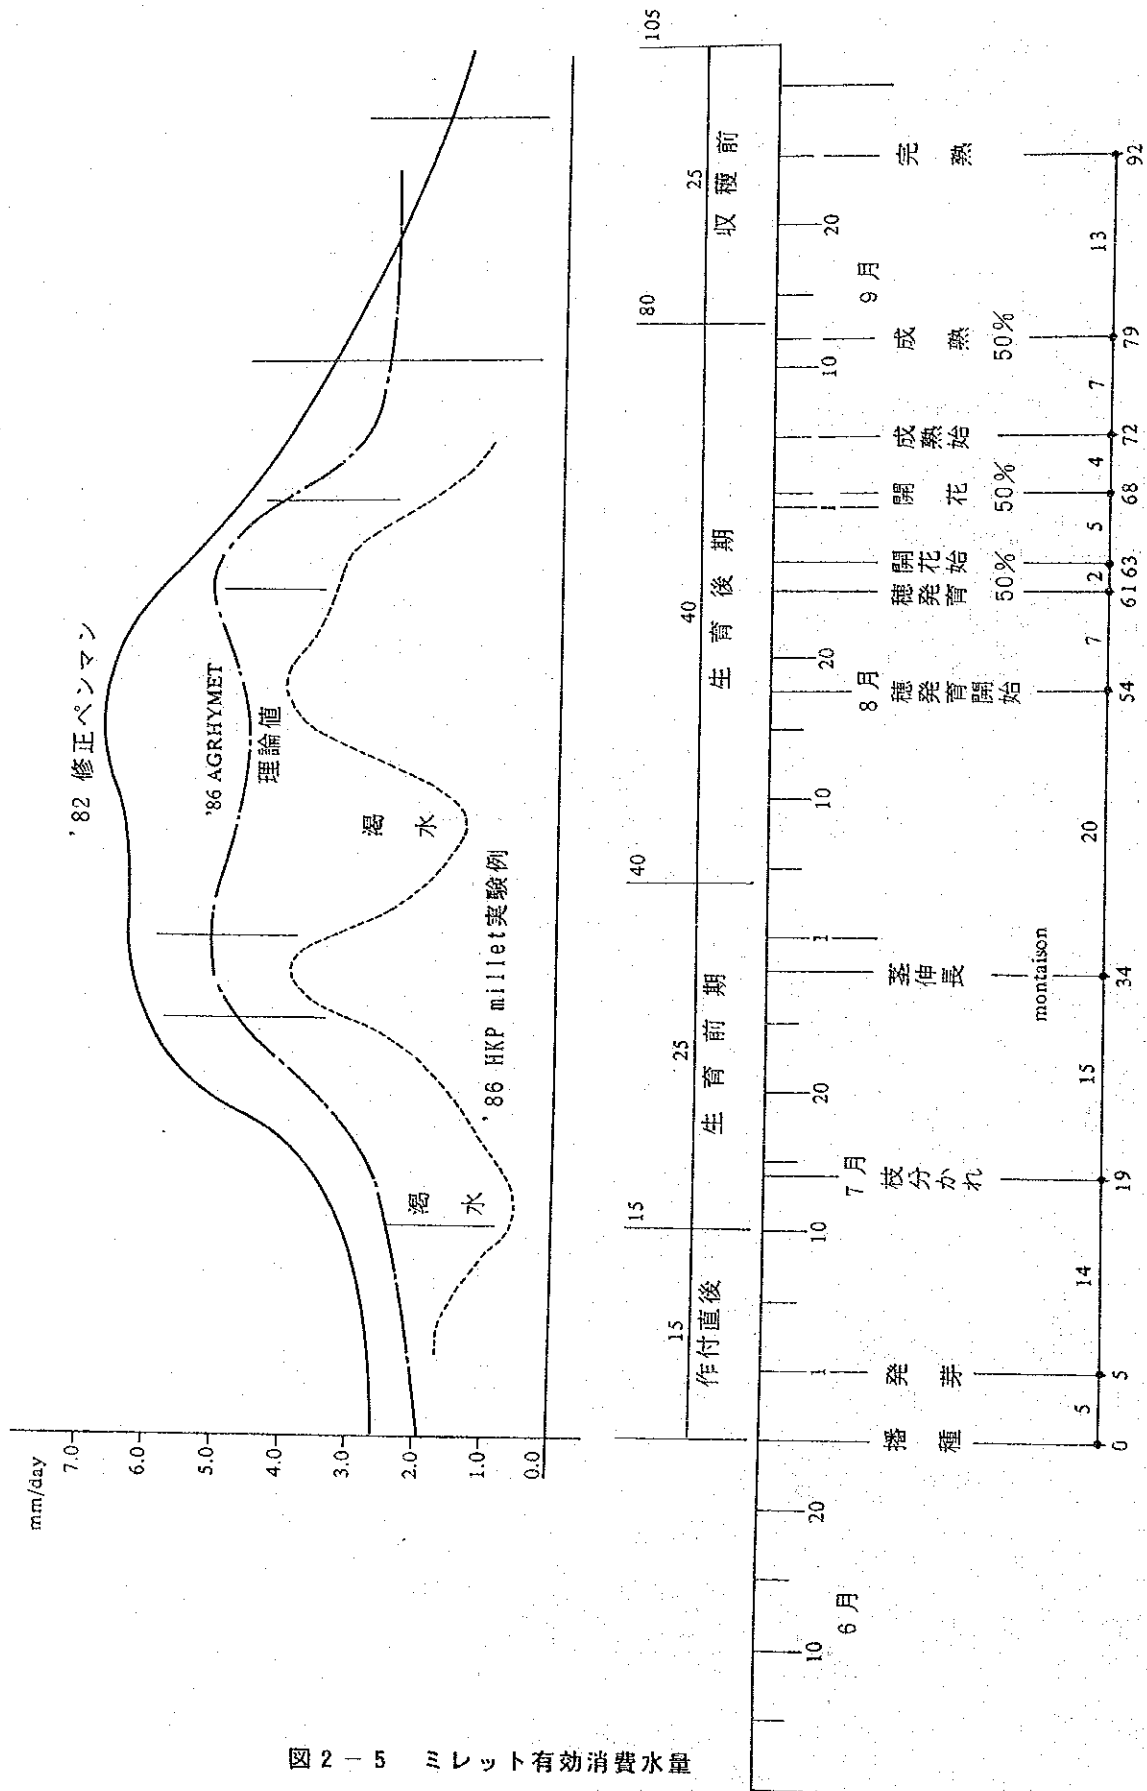 mm/day
7.0
6.0
5.0
4.0
3.0
2.0
1.0
0.0
'82 修正ペンマン
'86 AGRHYMET
理論値
'86 HKP millet実験例
渇水
渇水
15 40 80 105
15 25 40 25
作付直後 生育前期 生育後期 収穫前
10 20 1 10 20 1 10 20 1 10 20
6月 7月 8月 9月
播種
発芽
枝分かれ
茎伸長
montaison
穂発育開始
穂発育 50%
開花始
開花 50%
成熟始
成熟 50%
完熟
5 14 15 20 7 2 5 4 7 13
0 5 19 34 54 61 63 68 72 79 92
図2-5 ミレット有効消費水量